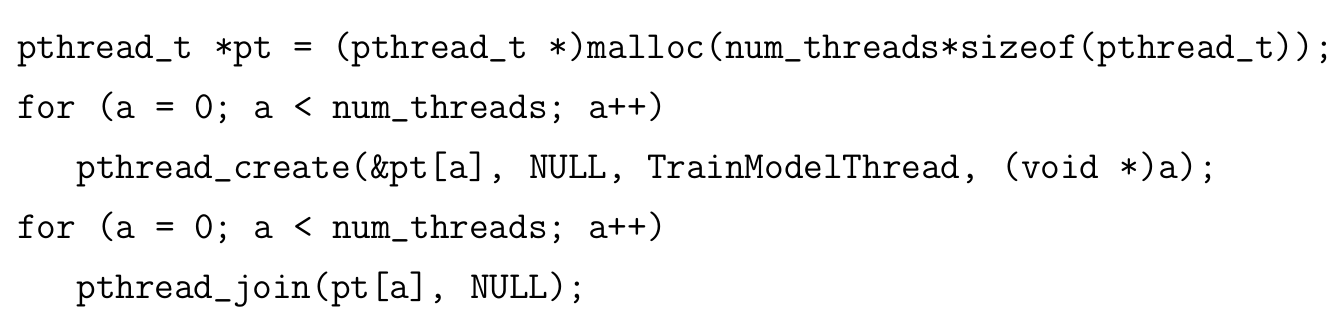 pthread_t *pt = (pthread_t *)malloc(num_threads*sizeof(pthread_t));
for (a = 0; a < num_threads; a++)
pthread_create(&pt[a], NULL, TrainModelThread, (void *)a);
for (a = 0; a < num_threads; a++)
pthread_join(pt[a], NULL);